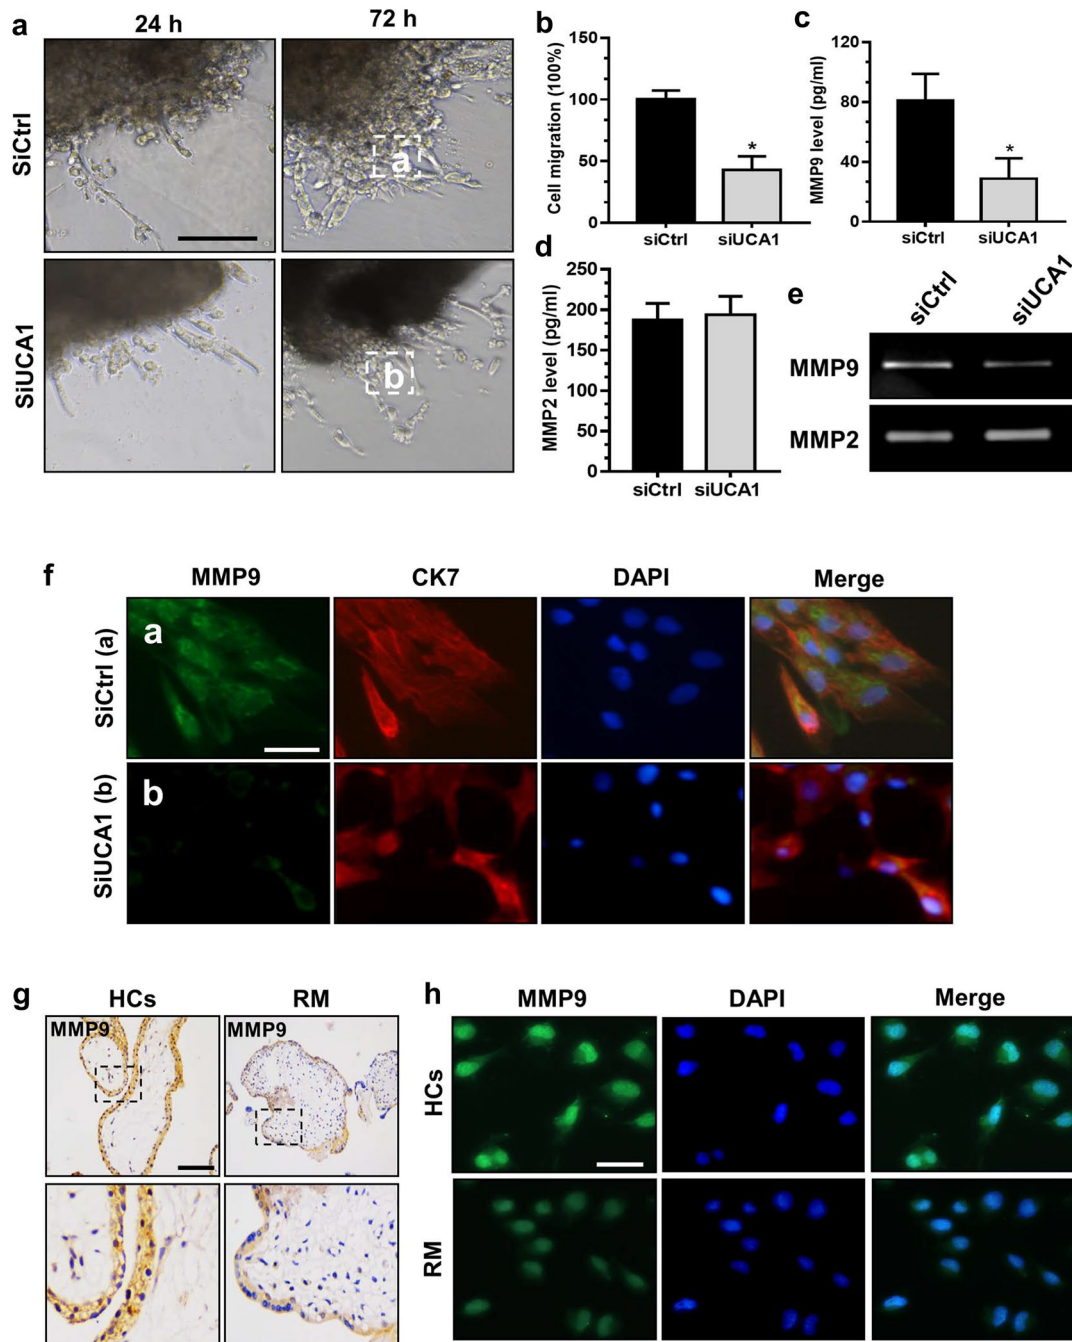 a
24 h
72 h
SiCtrl
a
SiUCA1
b
b
Cell migration (100%)
150
100
50
0
*
siCtrl
siUCA1
c
MMP9 level (pg/ml)
120
80
40
0
*
siCtrl
siUCA1
d
MMP2 level (pg/ml)
250
200
150
100
50
0
siCtrl
siUCA1
e
siCtrl
siUCA1
MMP9
MMP2
f
MMP9
CK7
DAPI
Merge
SiCtrl (a)
a
SiUCA1 (b)
b
g
HCs
RM
MMP9
MMP9
h
MMP9
DAPI
Merge
HCs
RM